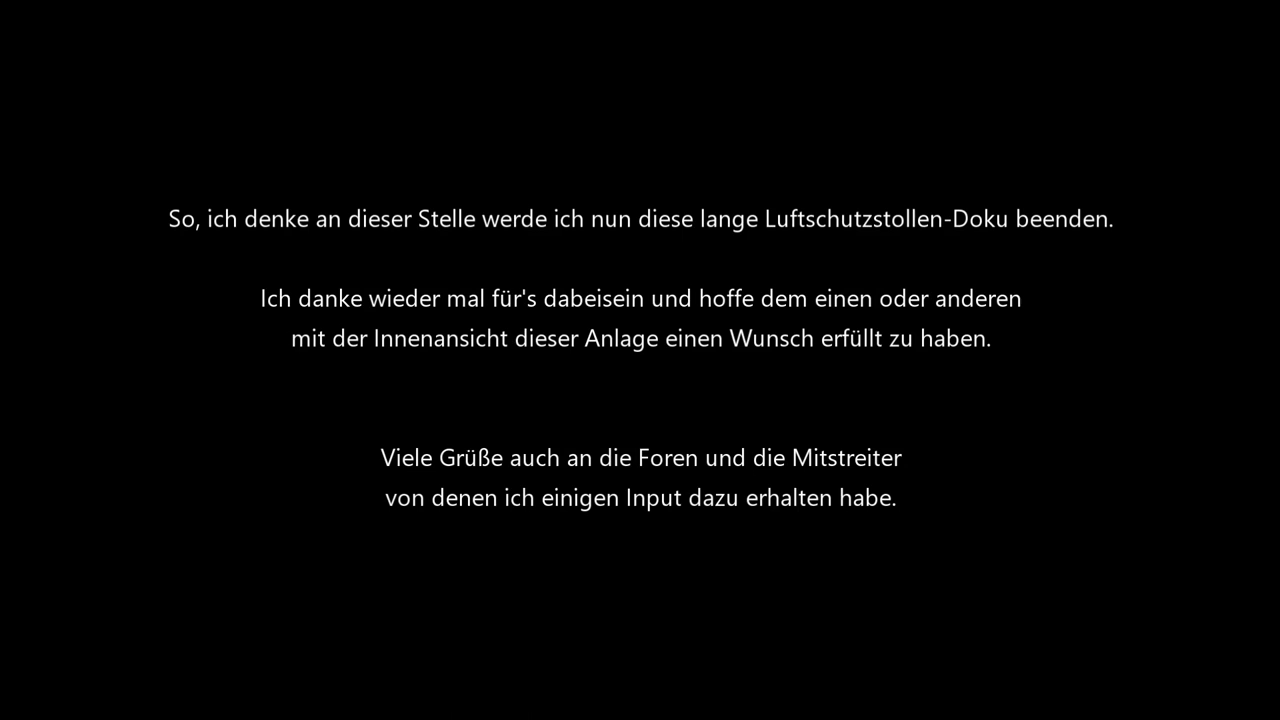 So, ich denke an dieser Stelle werde ich nun diese lange Luftschutzstollen-Doku beenden.
Ich danke wieder mal für's dabeisein und hoffe dem einen oder anderen
mit der Innenansicht dieser Anlage einen Wunsch erfüllt zu haben.
Viele Grüße auch an die Foren und die Mitstreiter
von denen ich einigen Input dazu erhalten habe.